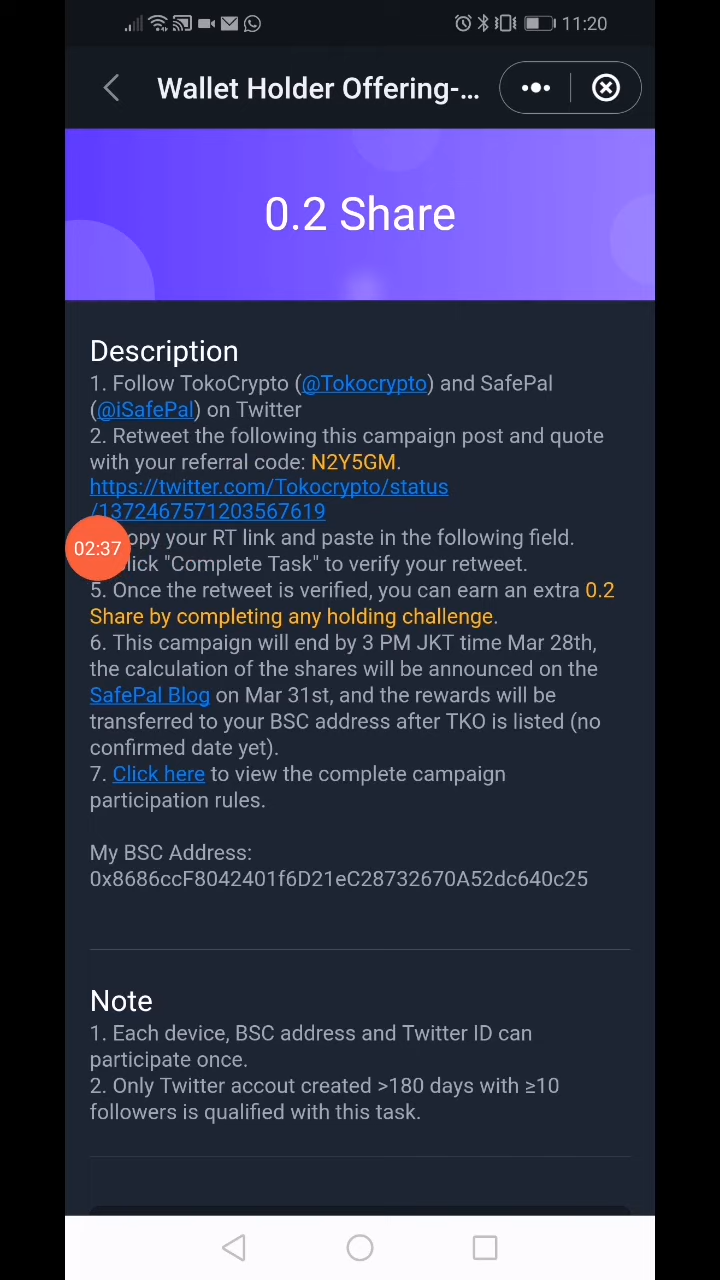 11:20
Wallet Holder Offering-...
0.2 Share
Description
1. Follow TokoCrypto (@Tokocrypto) and SafePal
(@iSafePal) on Twitter
2. Retweet the following this campaign post and quote
with your referral code: N2Y5GM.
https://twitter.com/Tokocrypto/status
/1372467571203567619
opy your RT link and paste in the following field.
02:37
lick "Complete Task" to verify your retweet.
5. Once the retweet is verified, you can earn an extra 0.2
Share by completing any holding challenge.
6. This campaign will end by 3 PM JKT time Mar 28th,
the calculation of the shares will be announced on the
SafePal Blog on Mar 31st, and the rewards will be
transferred to your BSC address after TKO is listed (no
confirmed date yet).
7. Click here to view the complete campaign
participation rules.
My BSC Address:
0x8686ccF8042401f6D21eC28732670A52dc640c25
Note
1. Each device, BSC address and Twitter ID can
participate once.
2. Only Twitter accout created >180 days with ≥10
followers is qualified with this task.